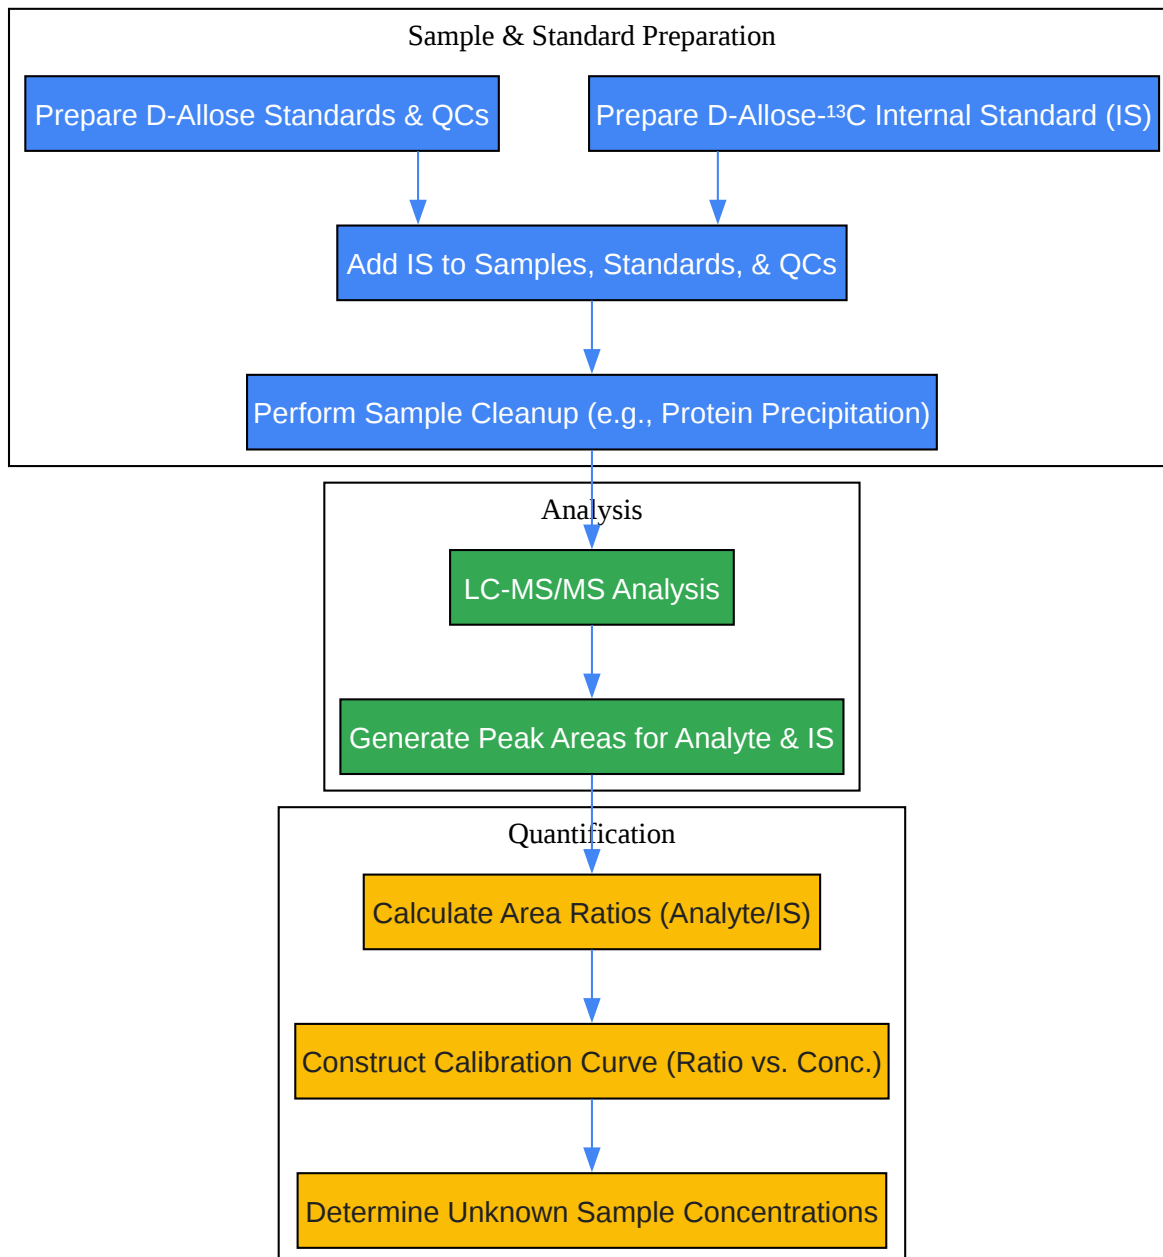 Sample & Standard Preparation
Prepare D-Allose Standards & QCs
Prepare D-Allose-¹³C Internal Standard (IS)
Add IS to Samples, Standards, & QCs
Perform Sample Cleanup (e.g., Protein Precipitation)
Analysis
LC-MS/MS Analysis
Generate Peak Areas for Analyte & IS
Quantification
Calculate Area Ratios (Analyte/IS)
Construct Calibration Curve (Ratio vs. Conc.)
Determine Unknown Sample Concentrations